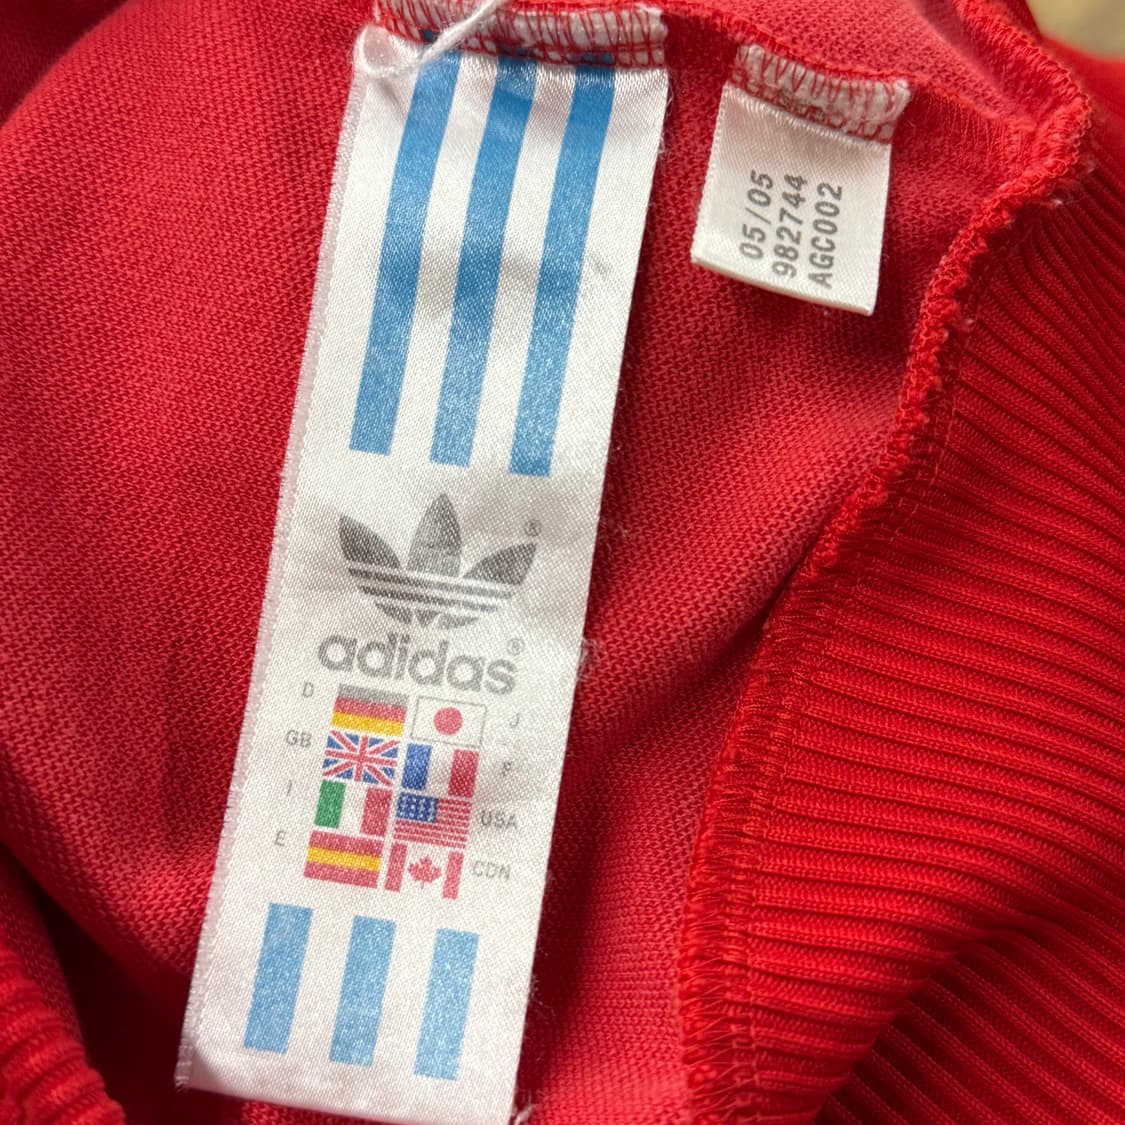 adidas
D
J
GB
F
I
USA
E
CDN
05/05
982744
AGC002